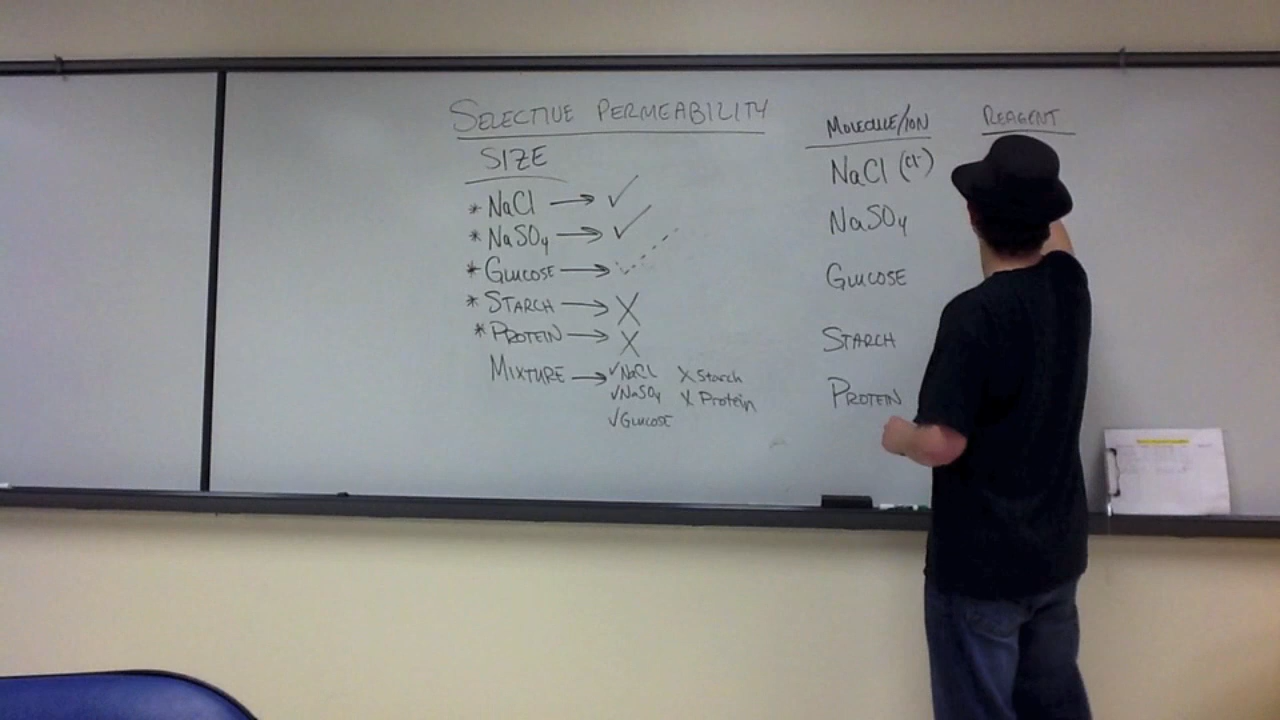 SELECTIVE PERMEABILITY
SIZE
* NaCl → ✓
* NaSO4 → ✓
* GLUCOSE → ✓
* STARCH → X
* PROTEIN → X
MIXTURE → ✓NaCl X Starch
✓NaSO4 X Protein
✓GLUCOSE
MOLECULE/ION REAGENT
NaCl (Cl-)
NaSO4
GLUCOSE
STARCH
PROTEIN